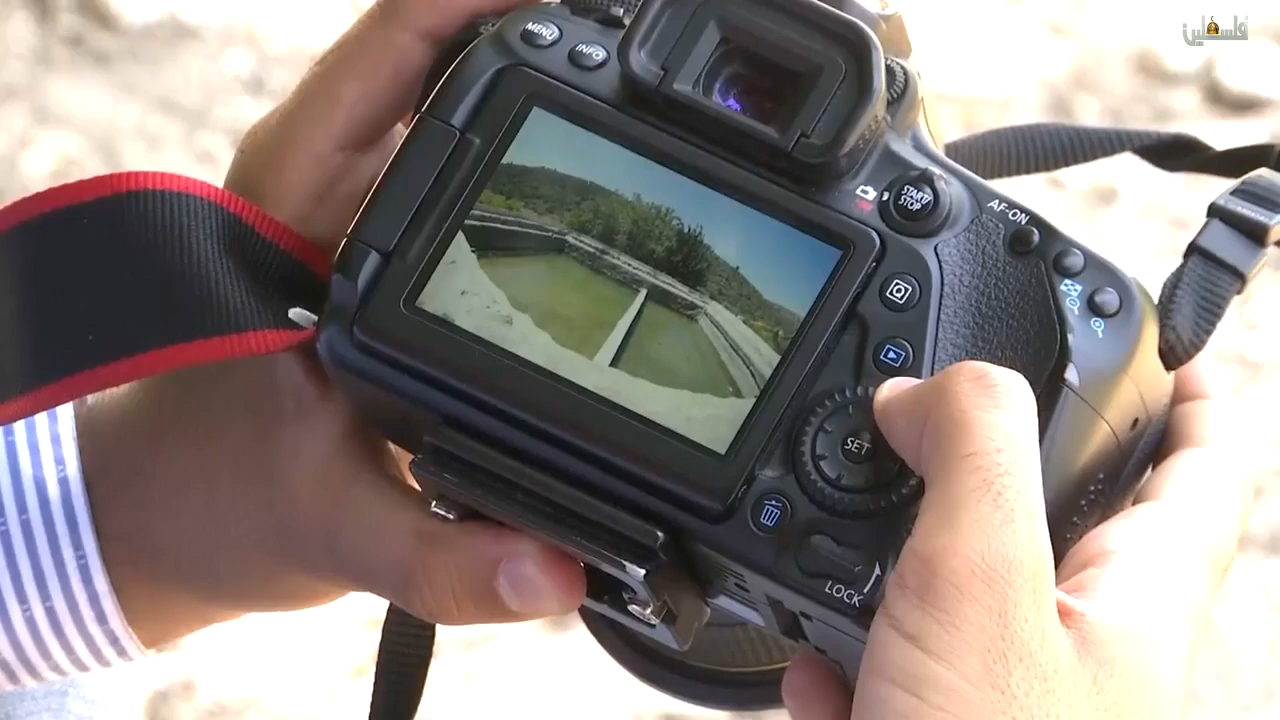 MENU
INFO
فلسطين
START/
STOP
AF-ON
Q
SET
LOCK